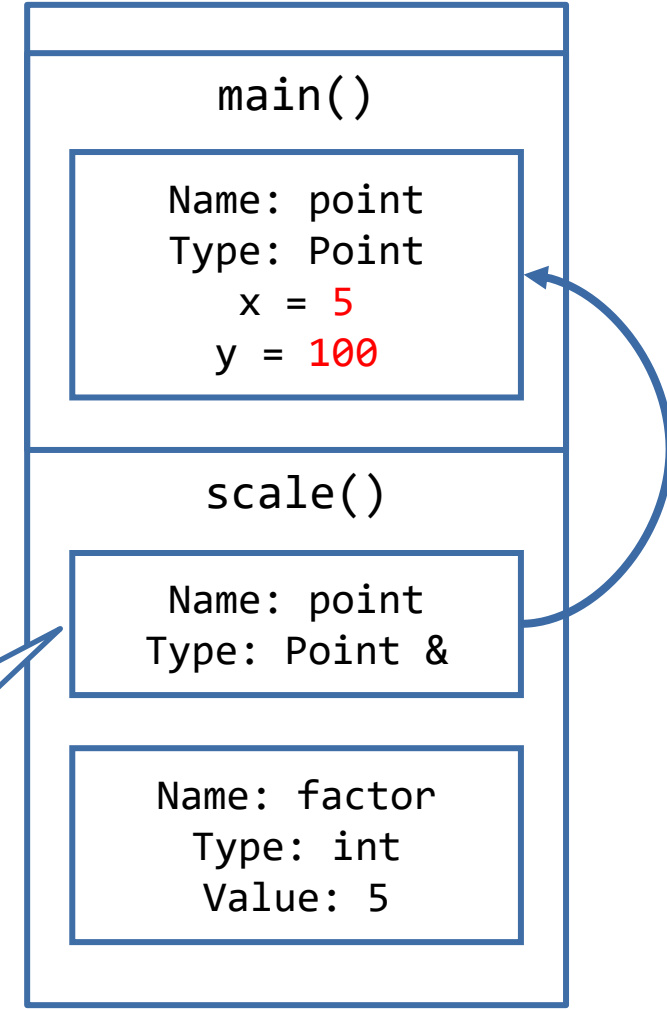 main()
Name: point
Type: Point
x = 5
y = 100
scale()
Name: point
Type: Point &
Name: factor
Type: int
Value: 5